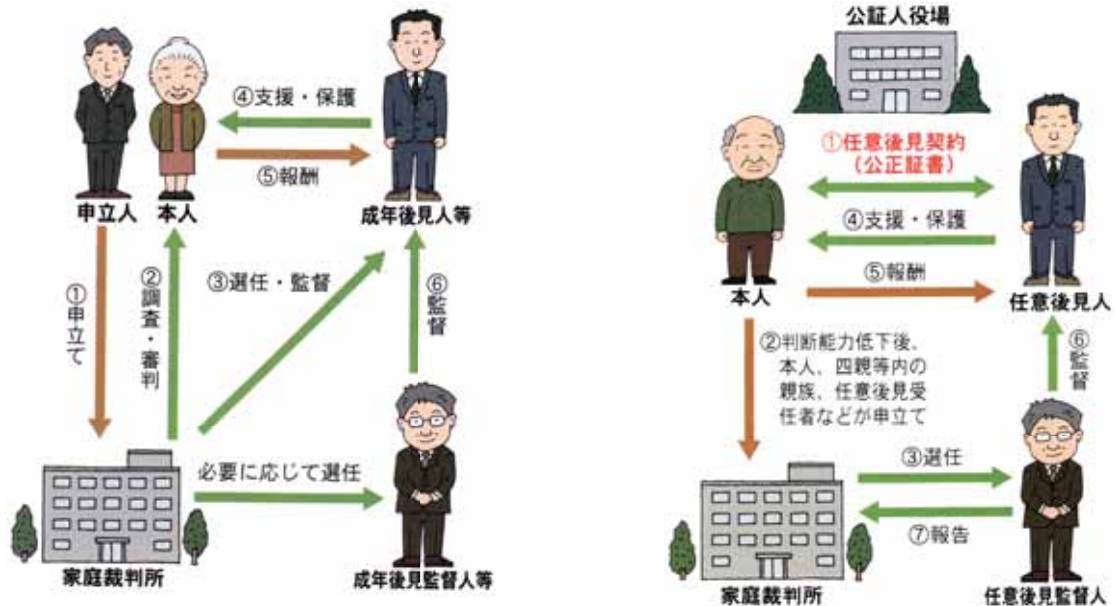 ④支援・保護
⑤報酬
申立人
本人
成年後見人等
①申立て
②調査・審判
③選任・監督
⑥監督
必要に応じて選任
家庭裁判所
成年後見監督人等
公証人役場
①任意後見契約
（公正証書）
④支援・保護
⑤報酬
本人
任意後見人
②判断能力低下後、
本人、四親等内の
親族、任意後見受
任者などが申立て
⑥監督
③選任
⑦報告
家庭裁判所
任意後見監督人